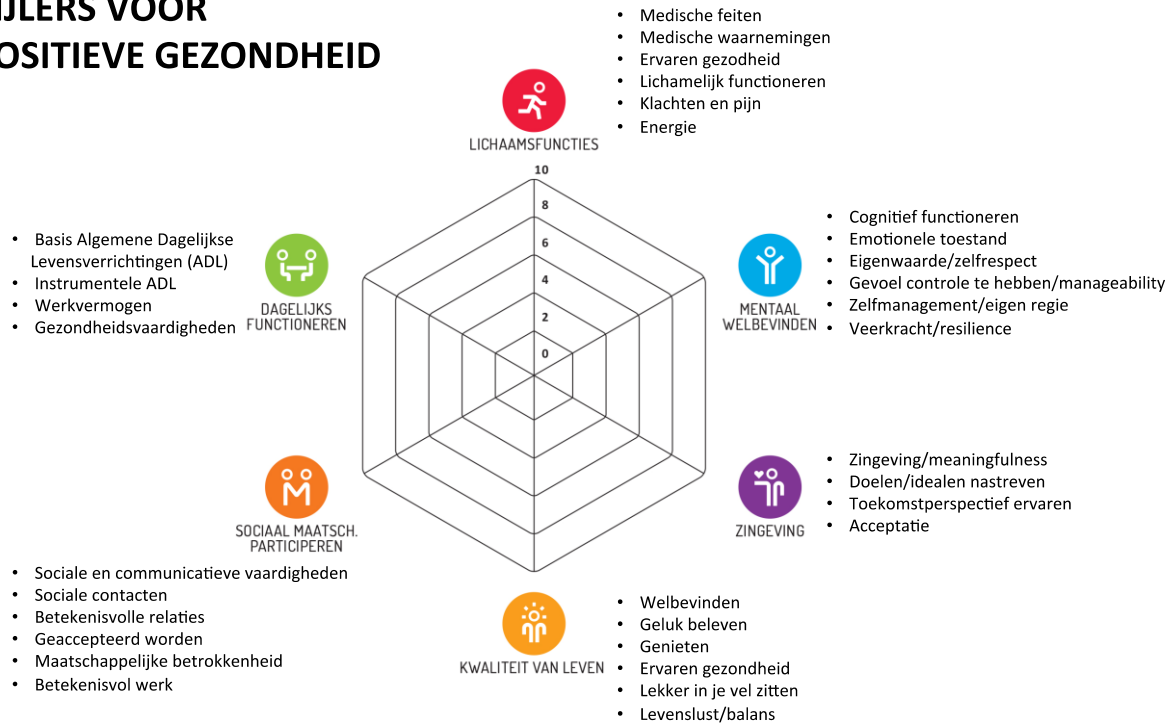 IJLERS VOOR
OSITIEVE GEZONDHEID
• Medische feiten
• Medische waarnemingen
• Ervaren gezodheid
• Lichamelijk functioneren
• Klachten en pijn
• Energie
LICHAAMSFUNCTIES
10
8
6
4
2
0
• Basis Algemene Dagelijkse
Levensverrichtingen (ADL)
• Instrumentele ADL
• Werkvermogen
• Gezondheidsvaardigheden
DAGELIJKS
FUNCTIONEREN
MENTAAL
WELBEVINDEN
• Cognitief functioneren
• Emotionele toestand
• Eigenwaarde/zelfrespect
• Gevoel controle te hebben/manageability
• Zelfmanagement/eigen regie
• Veerkracht/resilience
SOCIAAL MAATSCH.
PARTICIPEREN
• Sociale en communicatieve vaardigheden
• Sociale contacten
• Betekenisvolle relaties
• Geaccepteerd worden
• Maatschappelijke betrokkenheid
• Betekenisvol werk
ZINGEVING
• Zingeving/meaningfulness
• Doelen/idealen nastreven
• Toekomstperspectief ervaren
• Acceptatie
KWALITEIT VAN LEVEN
• Welbevinden
• Geluk beleven
• Genieten
• Ervaren gezondheid
• Lekker in je vel zitten
• Levenslust/balans